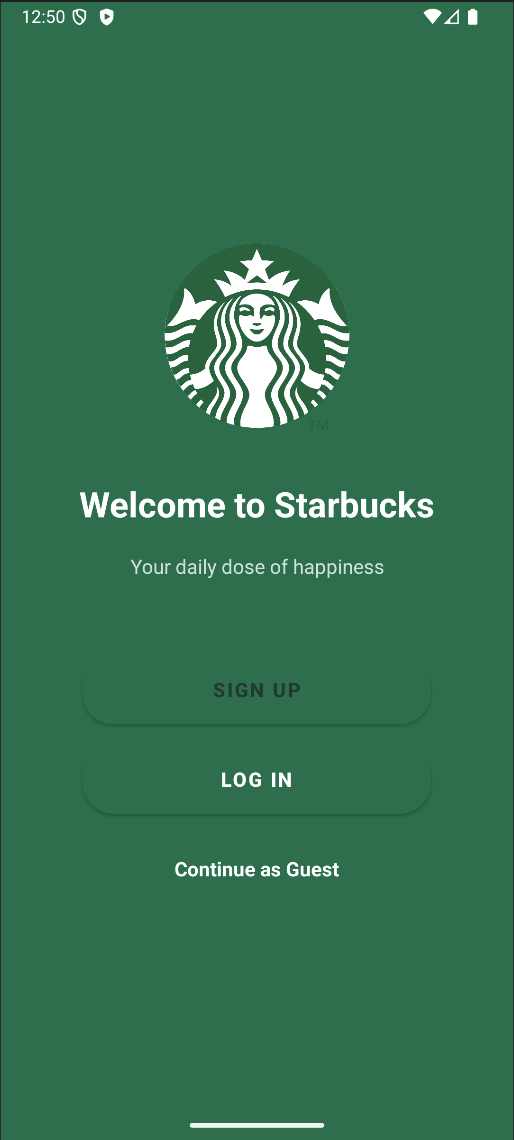 12:50
TM
Welcome to Starbucks
Your daily dose of happiness
SIGN UP
LOG IN
Continue as Guest